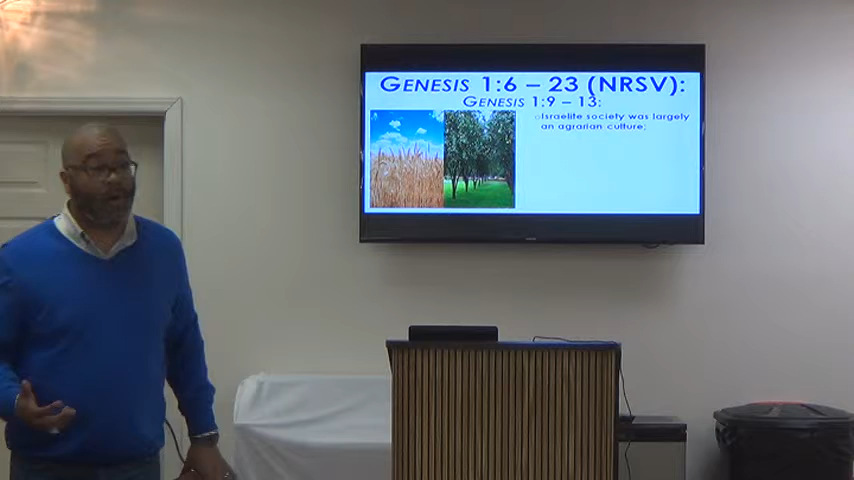 GENESIS 1:6 – 23 (NRSV):
GENESIS 1:9 – 13:
○Israelite society was largely
an agrarian culture;